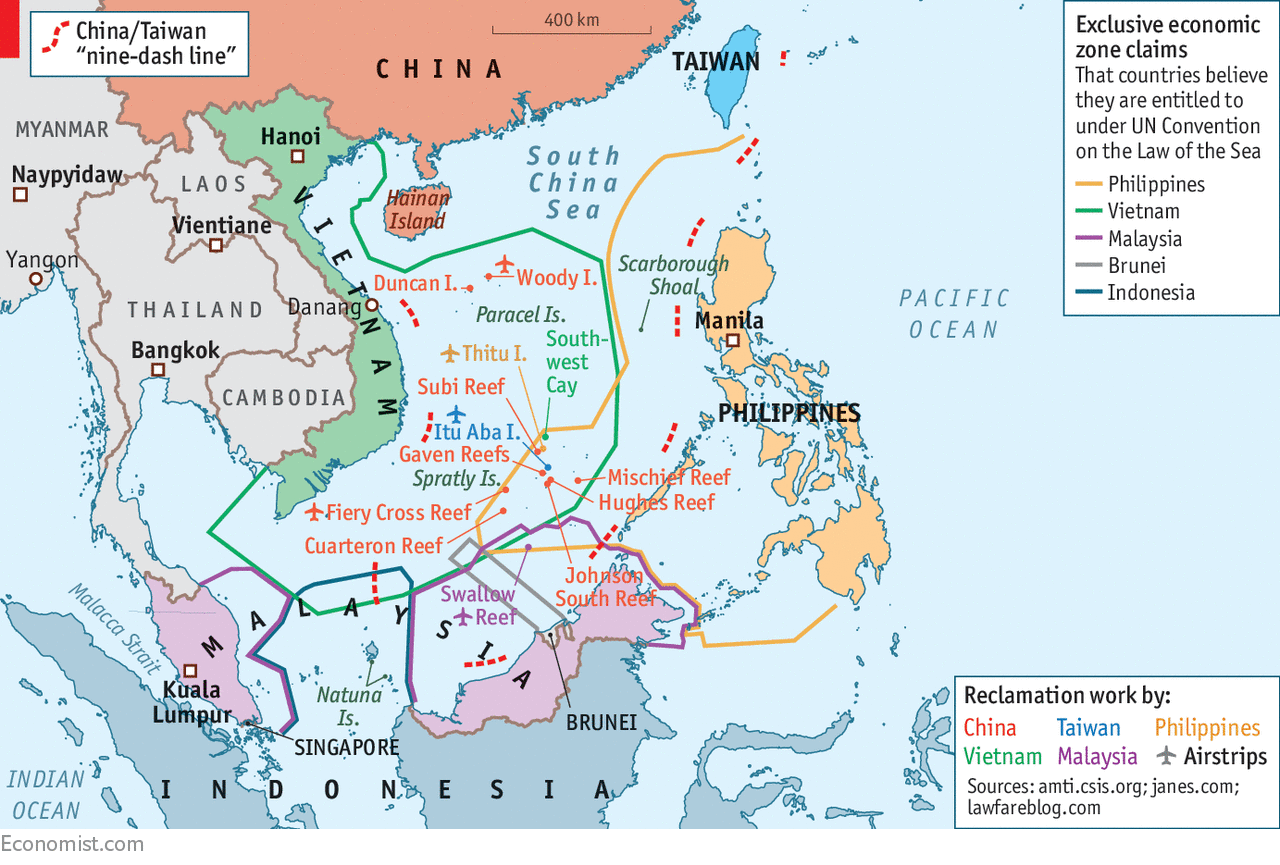 China/Taiwan
“nine-dash line”
400 km
Exclusive economic
zone claims
That countries believe
they are entitled to
under UN Convention
on the Law of the Sea
Philippines
Vietnam
Malaysia
Brunei
Indonesia
CHINA
TAIWAN
MYANMAR
Hanoi
Naypyidaw
LAOS
South
China
Sea
Hainan
Island
VIETNAM
Vientiane
Yangon
Scarborough
Shoal
Duncan I.
Woody I.
PACIFIC
OCEAN
THAILAND
Danang
Paracel Is.
Manila
Bangkok
Thitu I.
South-
west
Cay
Subi Reef
CAMBODIA
PHILIPPINES
Itu Aba I.
Gaven Reefs
Spratly Is.
Mischief Reef
Hughes Reef
Fiery Cross Reef
Cuarteron Reef
Johnson
South Reef
Swallow
Reef
Malacca Strait
MALAYSIA
Kuala
Lumpur
Natuna
Is.
BRUNEI
SINGAPORE
INDIAN
OCEAN
INDONESIA
Reclamation work by:
China Taiwan Philippines
Vietnam Malaysia Airstrips
Sources: amti.csis.org; janes.com;
lawfareblog.com
Economist.com